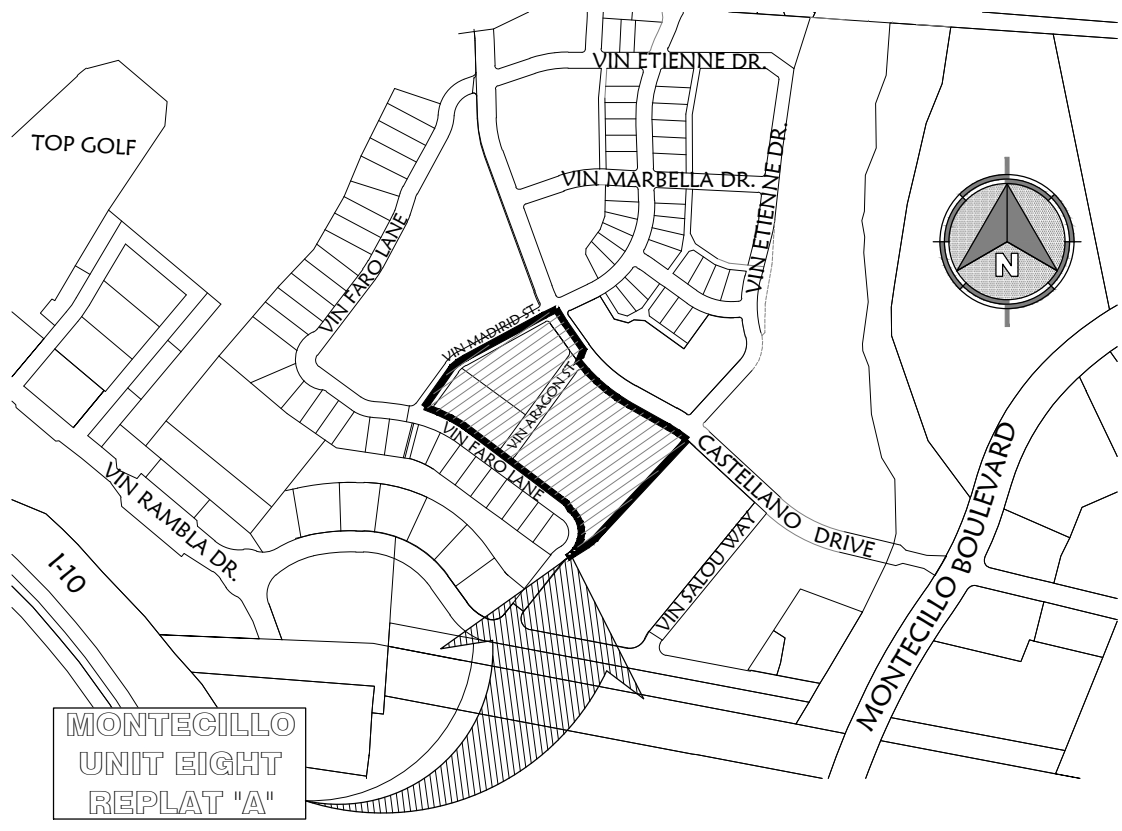 VIN ETIENNE DR.
TOP GOLF
VIN ETIENNE DR.
VIN MARBELLA DR.
VIN FARO LANE
N
VIN MADIRID ST.
VIN ARAGON ST.
VIN FARO LANE
CASTELLANO DRIVE
MONTECILLO BOULEVARD
VIN RAMBLA DR.
VIN SALOU WAY
I-10
MONTECILLO
UNIT EIGHT
REPLAT "A"